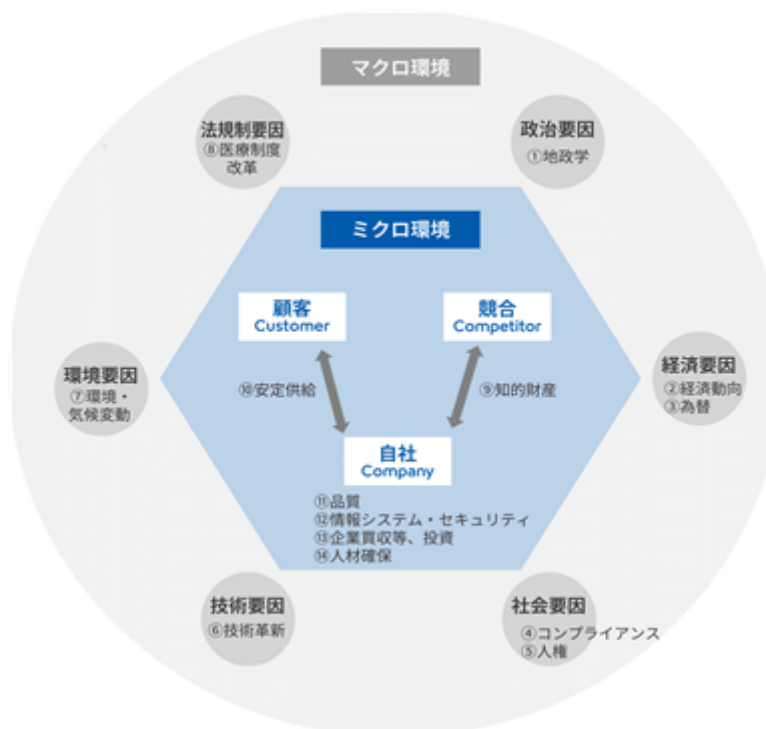 マクロ環境
法規制要因
⑧医療制度
改革
政治要因
①地政学
ミクロ環境
顧客
Customer
競合
Competitor
環境要因
⑦環境・
気候変動
経済要因
②経済動向
③為替
⑩安定供給
⑨知的財産
自社
Company
⑪品質
⑫情報システム・セキュリティ
⑬企業買収等、投資
⑭人材確保
技術要因
⑥技術革新
社会要因
④コンプライアンス
⑤人権